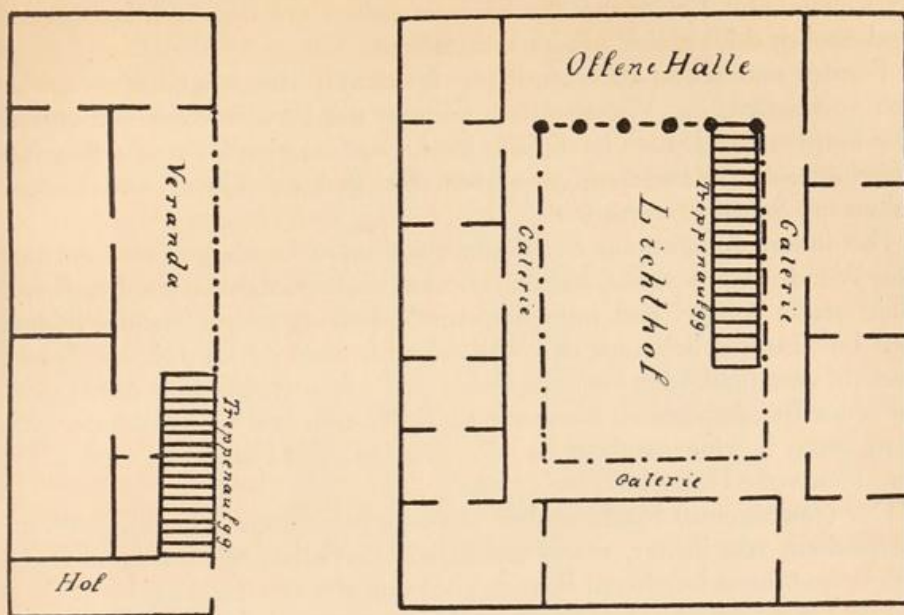 Veranda
Treppenaufgg.
Hof
Offene Halle
Galerie
Lichthof
Treppenaufgg
Galerie
Galerie